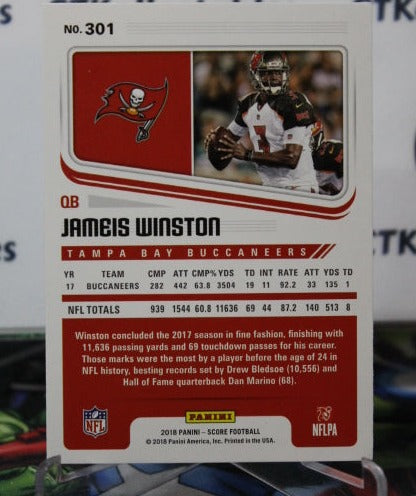 No. 301
3
QB
JAMEIS WINSTON
TAMPA BAY BUCCANEERS
YR TEAM CMP ATT CMP% YDS TD INT RATE ATT YDS TD
17 BUCCANEERS 282 442 63.8 3504 19 11 92.2 33 135 1
NFL TOTALS 939 1544 60.8 11636 69 44 87.2 140 513 8
Winston concluded the 2017 season in fine fashion, finishing with
11,636 passing yards and 69 touchdown passes for his career.
Those marks were the most by a player before the age of 24 in
NFL history, besting records set by Drew Bledsoe (10,556) and
Hall of Fame quarterback Dan Marino (68).
NFL
PANINI
NFLPA
2018 PANINI – SCORE FOOTBALL
© 2018 Panini America, Inc. Printed in the USA.